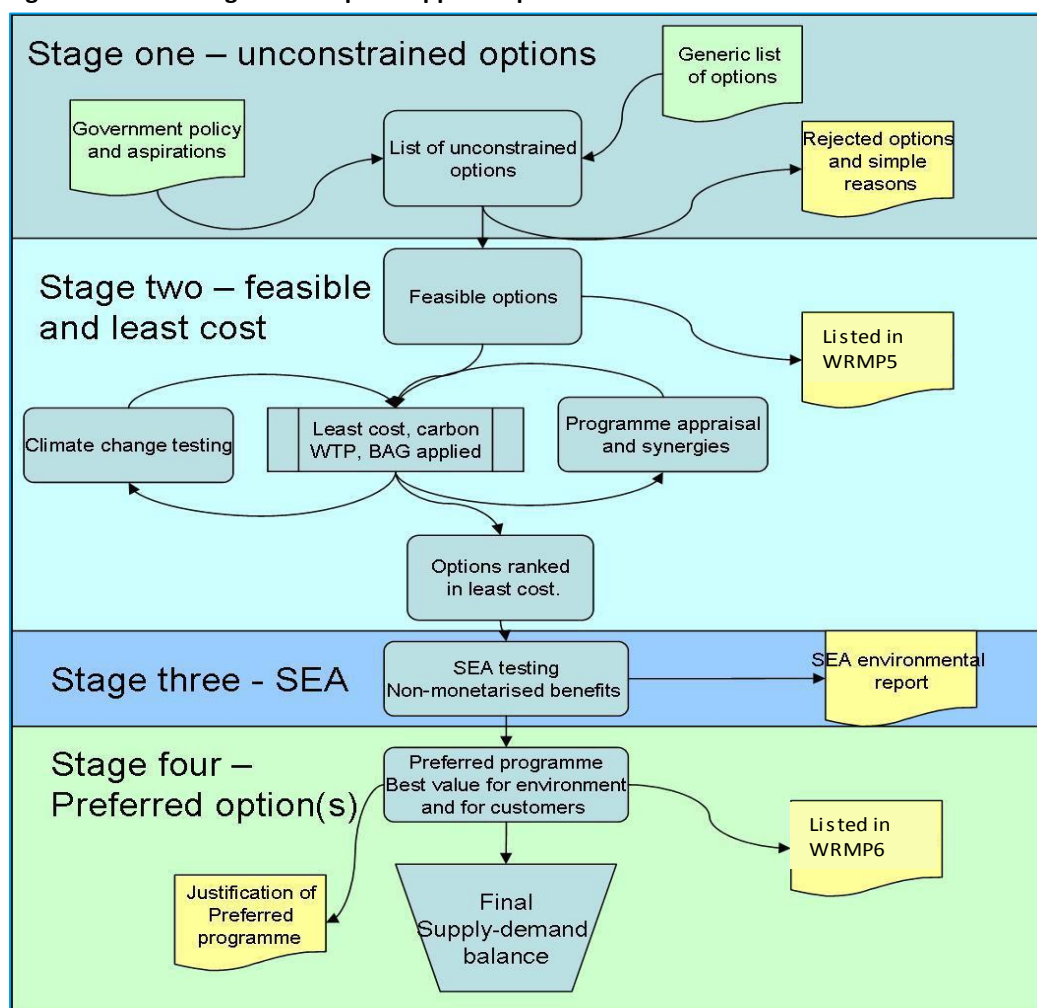 Stage one – unconstrained options
Generic list
of options
Government policy
and aspirations
List of unconstrained
options
Rejected options
and simple
reasons
Stage two – feasible
and least cost
Feasible options
Listed in
WRMP5
Climate change testing
Least cost, carbon
WTP, BAG applied
Programme appraisal
and synergies
Options ranked
in least cost.
Stage three - SEA
SEA testing
Non-monetarised benefits
SEA environmental
report
Stage four –
Preferred option(s)
Preferred programme
Best value for environment
and for customers
Listed in
WRMP6
Justification of
Preferred
programme
Final
Supply-demand
balance